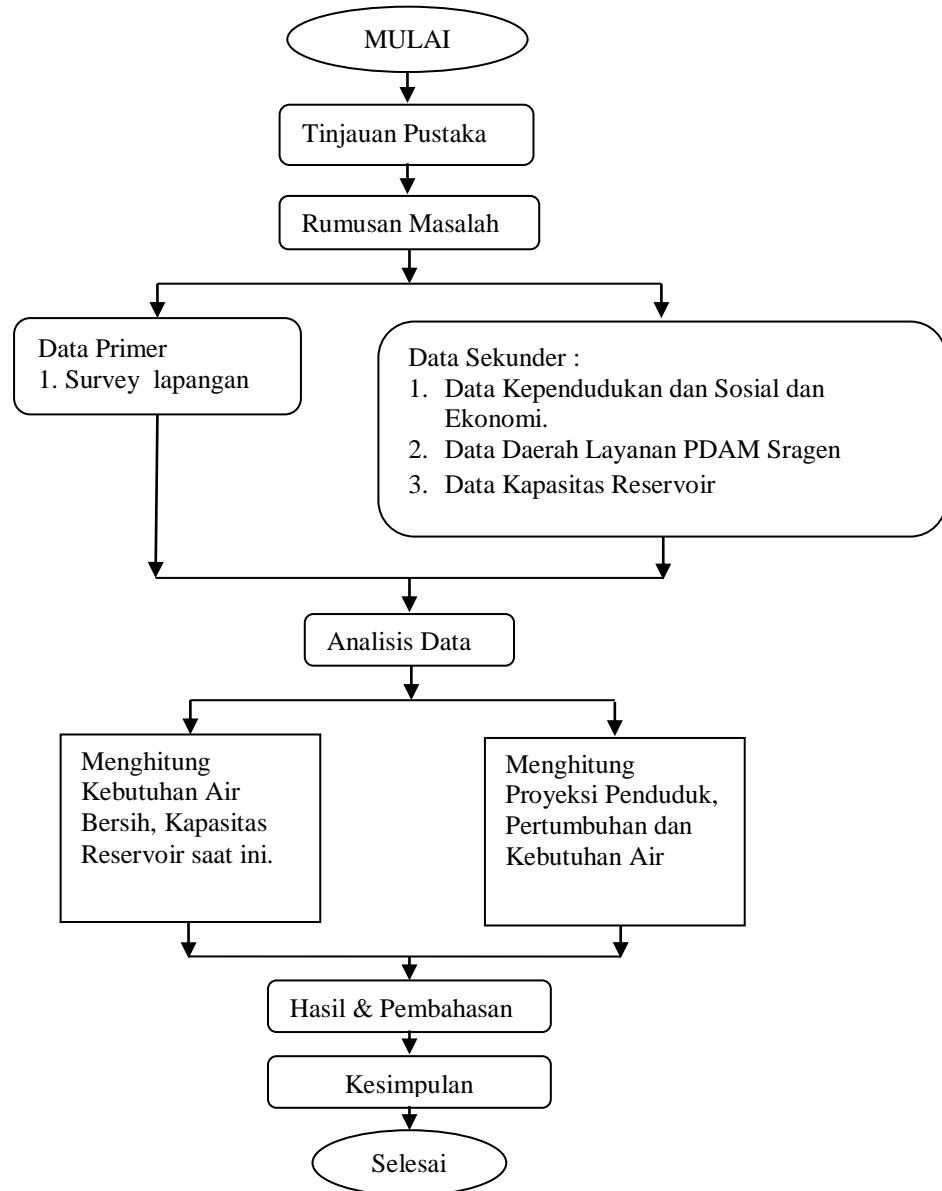 MULAI
Tinjauan Pustaka
Rumusan Masalah
Data Primer
1. Survey lapangan
Data Sekunder :
1. Data Kependudukan dan Sosial dan
Ekonomi.
2. Data Daerah Layanan PDAM Sragen
3. Data Kapasitas Reservoir
Analisis Data
Menghitung
Kebutuhan Air
Bersih, Kapasitas
Reservoir saat ini.
Menghitung
Proyeksi Penduduk,
Pertumbuhan dan
Kebutuhan Air
Hasil & Pembahasan
Kesimpulan
Selesai